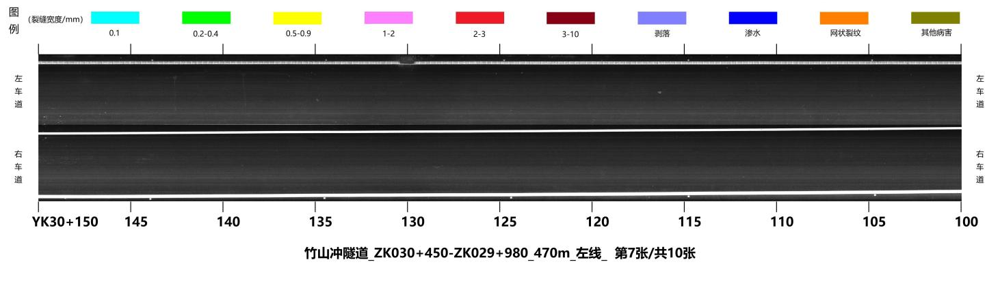 图例
(裂缝宽度/mm)
0.1 0.2-0.4 0.5-0.9 1-2 2-3 3-10 剥落 渗水 网状裂纹 其他病害
左车道 左车道
右车道 右车道
YK30+150 145 140 135 130 125 120 115 110 105 100
竹山冲隧道_ZK030+450-ZK029+980_470m_左线_ 第7张/共10张